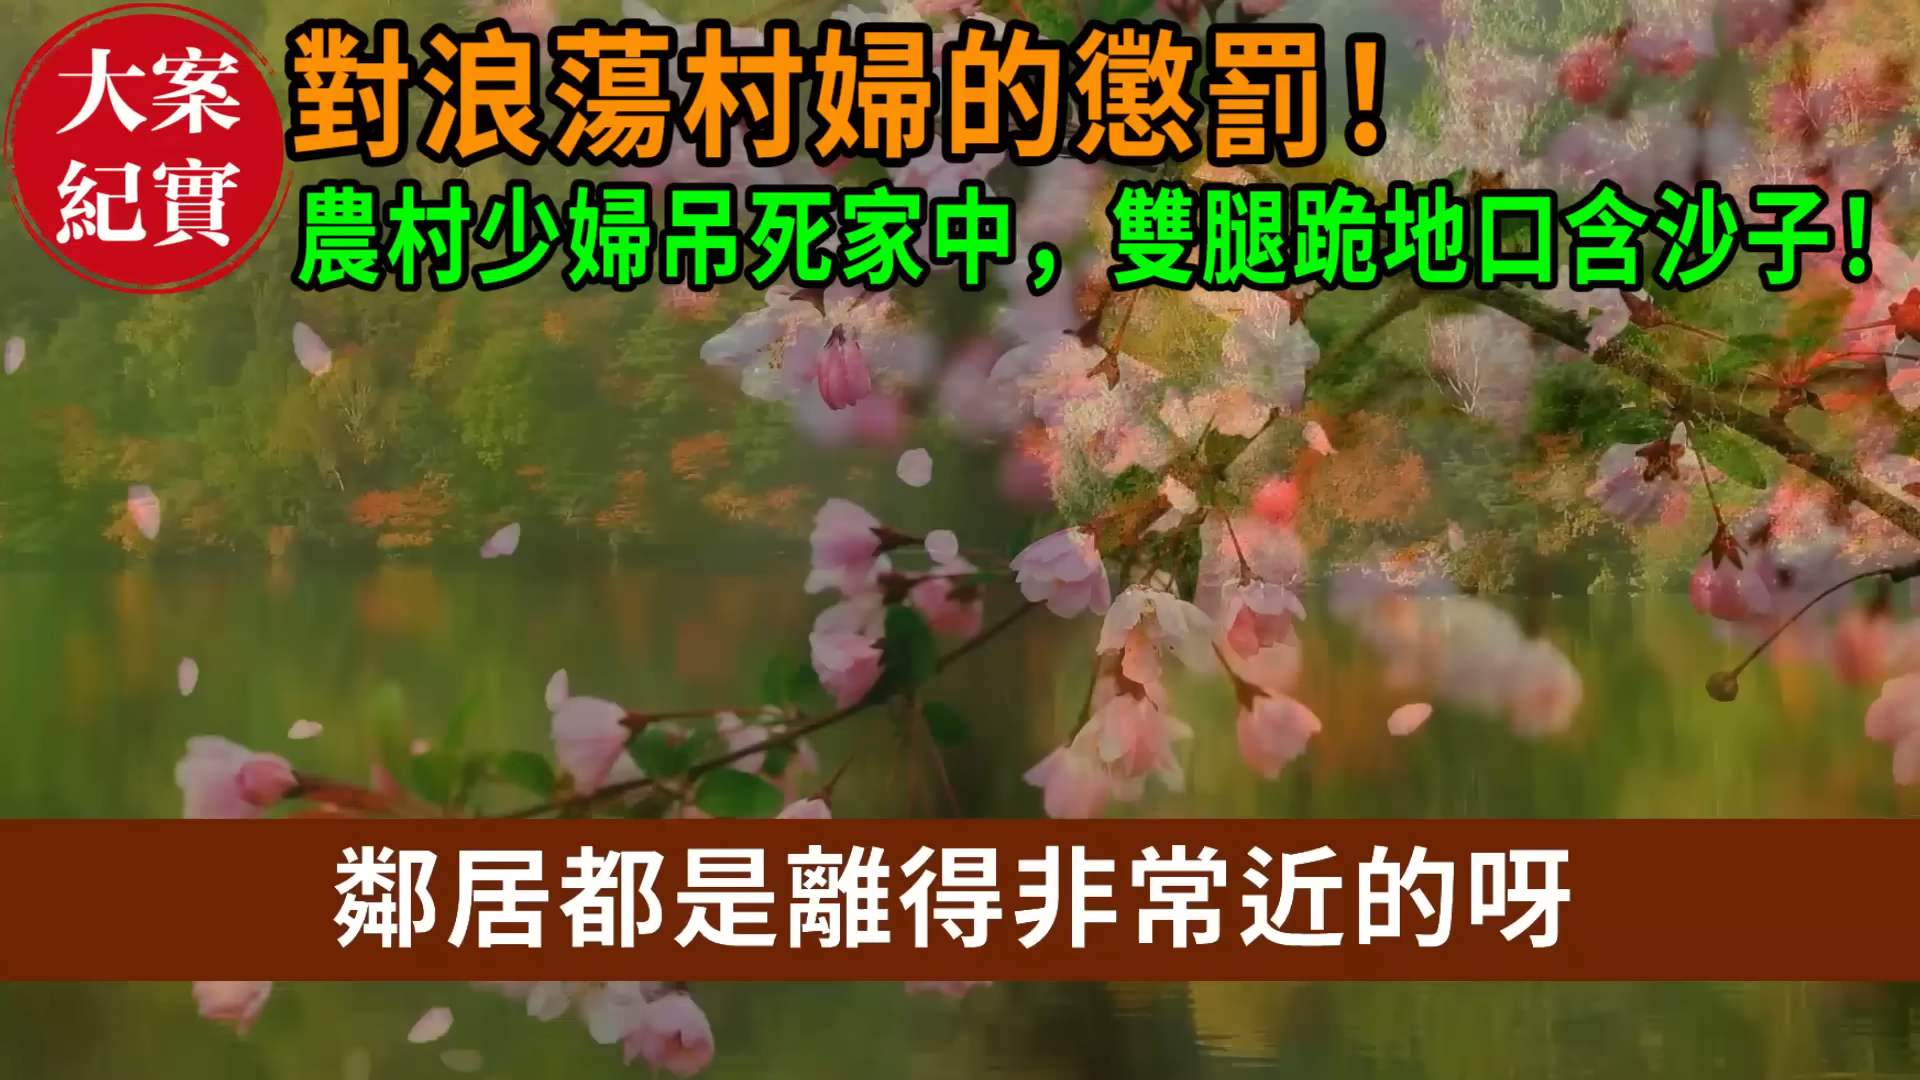 大案
紀實
對浪蕩村婦的懲罰！
農村少婦吊死家中，雙腿跪地口含沙子！
鄰居都是離得非常近的呀